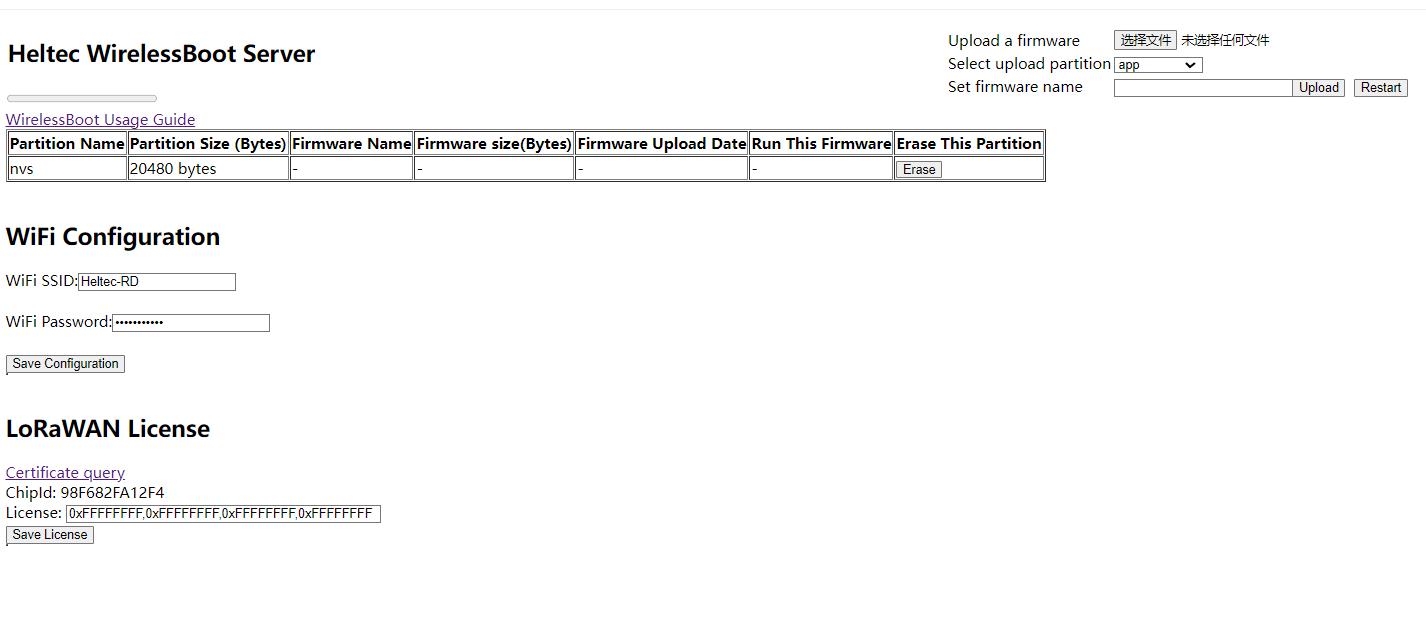 Heltec WirelessBoot Server
Upload a firmware 选择文件 未选择任何文件
Select upload partition app
Set firmware name Upload Restart
WirelessBoot Usage Guide
Partition Name Partition Size (Bytes) Firmware Name Firmware size(Bytes) Firmware Upload Date Run This Firmware Erase This Partition
nvs 20480 bytes - - - - Erase
WiFi Configuration
WiFi SSID: Heltec-RD
WiFi Password: •••••••••••
Save Configuration
LoRaWAN License
Certificate query
ChipId: 98F682FA12F4
License: 0xFFFFFFFF,0xFFFFFFFF,0xFFFFFFFF,0xFFFFFFFF
Save License